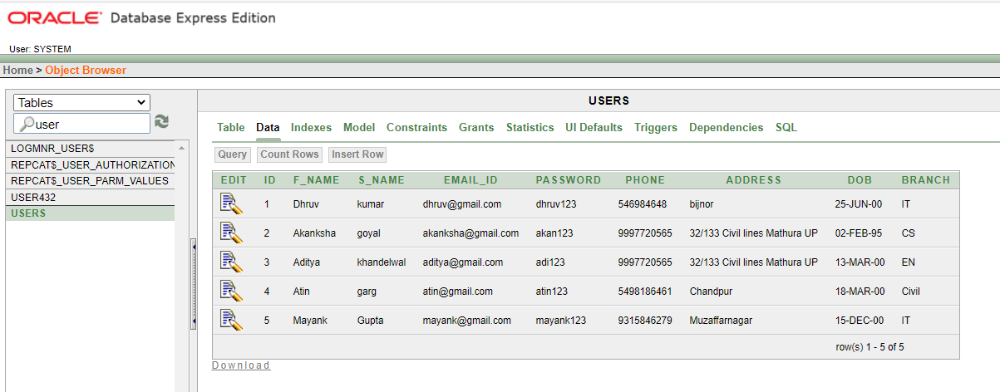 ORACLE Database Express Edition
User: SYSTEM
Home > Object Browser
Tables
user
LOGMNR_USER$
REPCAT$_USER_AUTHORIZATION
REPCAT$_USER_PARM_VALUES
USER432
USERS
USERS
Table Data Indexes Model Constraints Grants Statistics UI Defaults Triggers Dependencies SQL
Query Count Rows Insert Row
EDIT ID F_NAME S_NAME EMAIL_ID PASSWORD PHONE ADDRESS DOB BRANCH
1 Dhruv kumar dhruv@gmail.com dhruv123 546984648 bijnor 25-JUN-00 IT
2 Akanksha goyal akanksha@gmail.com akan123 9997720565 32/133 Civil lines Mathura UP 02-FEB-95 CS
3 Aditya khandelwal aditya@gmail.com adi123 9997720565 32/133 Civil lines Mathura UP 13-MAR-00 EN
4 Atin garg atin@gmail.com atin123 5498186461 Chandpur 18-MAR-00 Civil
5 Mayank Gupta mayank@gmail.com mayank123 9315846279 Muzaffarnagar 15-DEC-00 IT
row(s) 1 - 5 of 5
Download